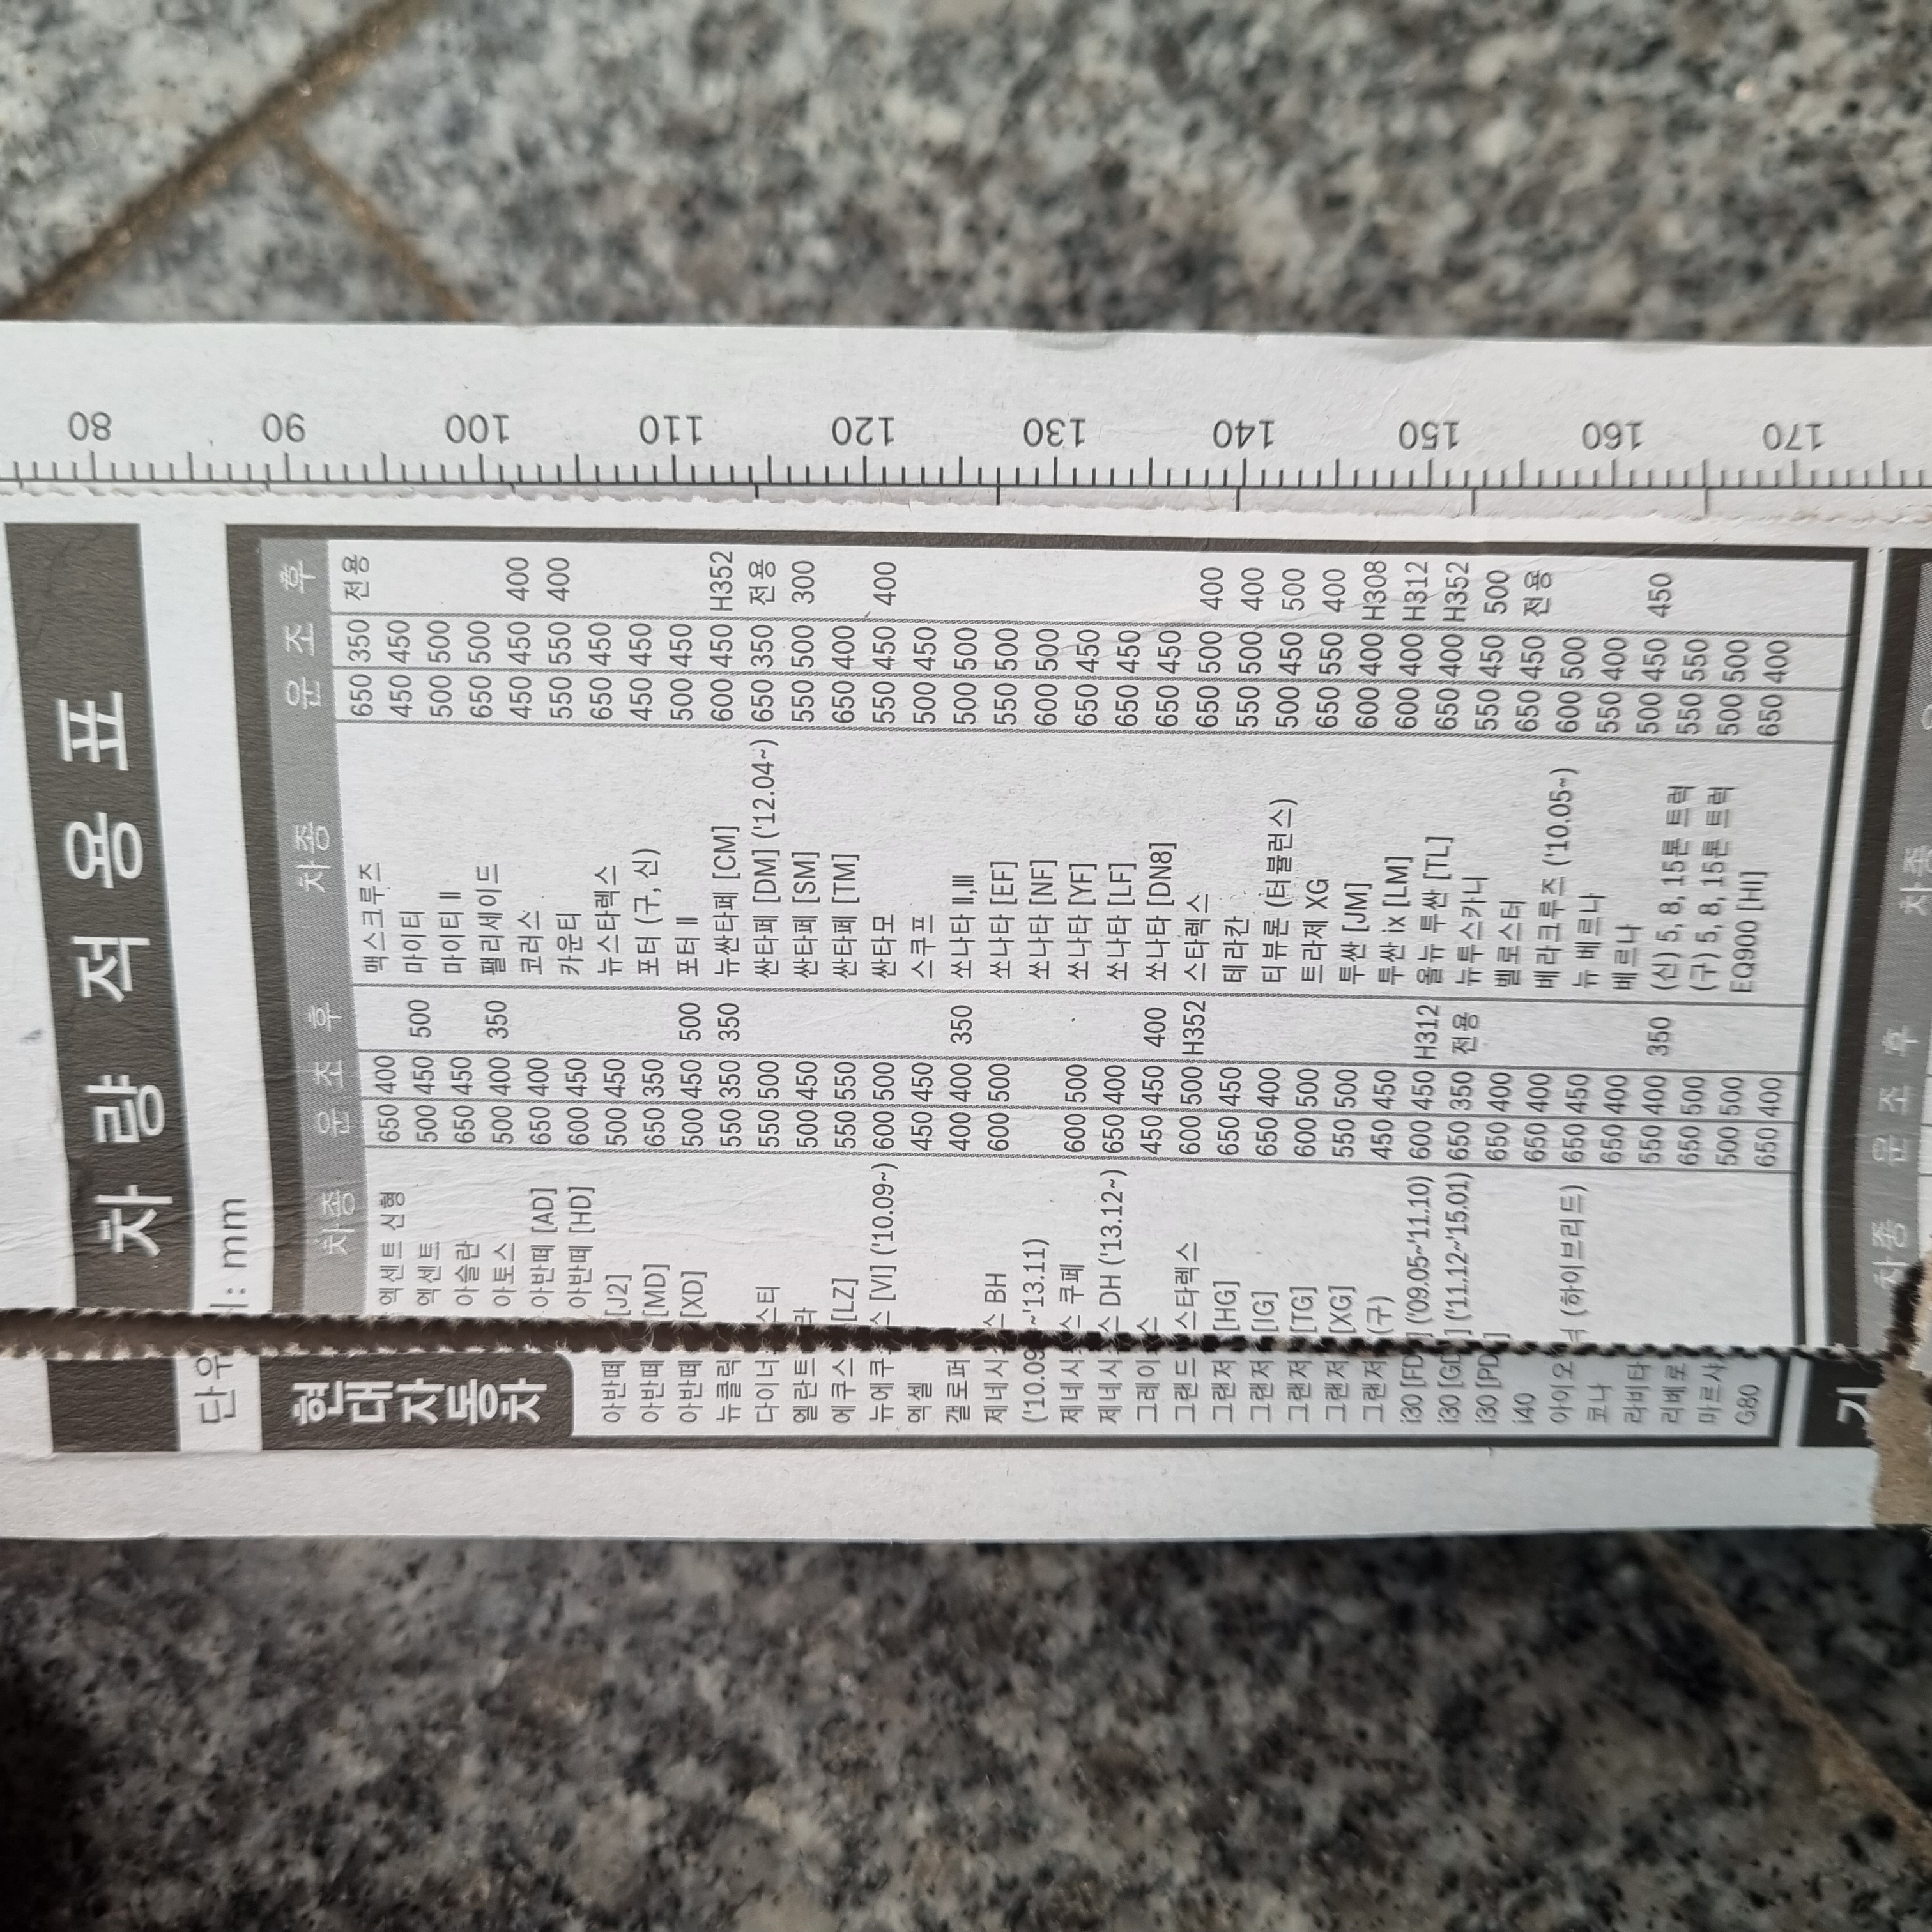 80 90 100 110 120 130 140 150 160 170
차량적용표
단위: mm
현대자동차
차종 운 조 후 차종 운 조 후
엑센트 신형 650 400 맥스크루즈 650 350 전용
엑센트 500 450 500 마이티 450 450
아슬란 650 450 마이티 II 500 500
아토스 500 400 350 팰리세이드 650 500
아반떼 [AD] 650 400 코러스 450 450 400
아반떼 [HD] 600 450 카운티 550 550 400
아반떼 [J2] 500 450 뉴스타렉스 650 450
아반떼 [MD] 650 350 포터 (구, 신) 450 450
아반떼 [XD] 500 450 500 포터 II 500 450
뉴클릭 550 350 350 뉴싼타페 [CM] 600 450 H352
다이너스티 550 500 싼타페 [DM] ('12.04~) 650 350 전용
엘란트라 500 450 싼타페 [SM] 550 500 300
에쿠스 [LZ] 550 550 싼타페 [TM] 650 400
뉴에쿠스 [VI] ('10.09~) 600 500 싼타모 550 450 400
엑셀 450 450 스쿠프 500 450
갤로퍼 400 400 350 쏘나타 II,III 500 500
제네시스 BH 600 500 쏘나타 [EF] 550 500
('10.09~'13.11) 쏘나타 [NF] 600 500
제네시스 쿠페 600 500 쏘나타 [YF] 650 450
제네시스 DH ('13.12~) 650 400 쏘나타 [LF] 650 450
그레이스 450 450 400 쏘나타 [DN8] 650 450
그랜드 스타렉스 600 500 H352 스타렉스 650 500 400
그랜저 [HG] 650 450 테라칸 550 500 400
그랜저 [IG] 650 400 티뷰론 (터뷸런스) 500 450 500
그랜저 [TG] 600 500 트라제 XG 650 550 400
그랜저 [XG] 550 500 투싼 [JM] 600 400 H308
그랜저 (구) 450 450 투싼 ix [LM] 600 400 H312
i30 [FD] ('09.05~'11.10) 600 450 H312 올뉴 투싼 [TL] 650 400 H352
i30 [GD] ('11.12~'15.01) 650 350 전용 뉴투스카니 550 450 500
i30 [PD] 650 400 벨로스터 650 450 전용
i40 650 400 베라크루즈 ('10.05~) 600 500
아이오닉 (하이브리드) 650 450 뉴 베르나 550 400
코나 650 400 베르나 500 450 450
라비타 550 400 350 (신) 5, 8, 15톤 트럭 550 550
리베로 650 500 (구) 5, 8, 15톤 트럭 500 500
마르샤 500 500 EQ900 [HI] 650 400
G80 650 400
차종 운 조 후 차종